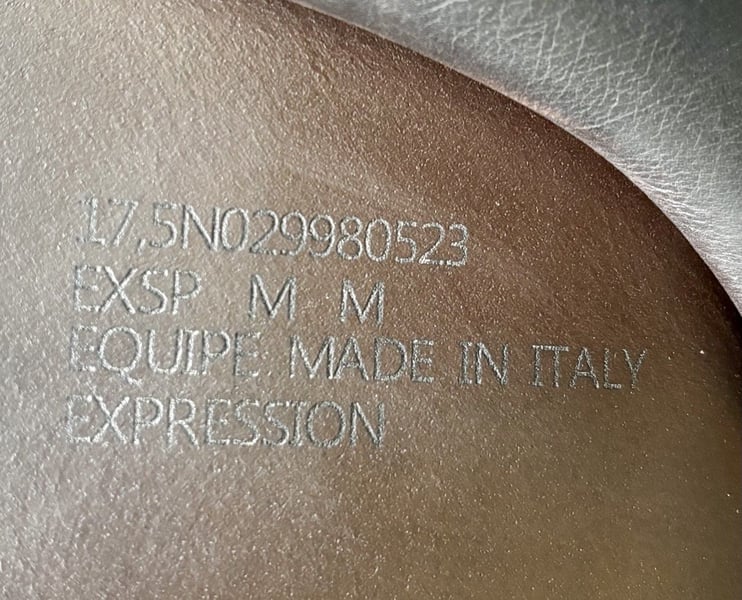 17,5N029980523
EXSP M M
EQUIPE MADE IN ITALY
EXPRESSION